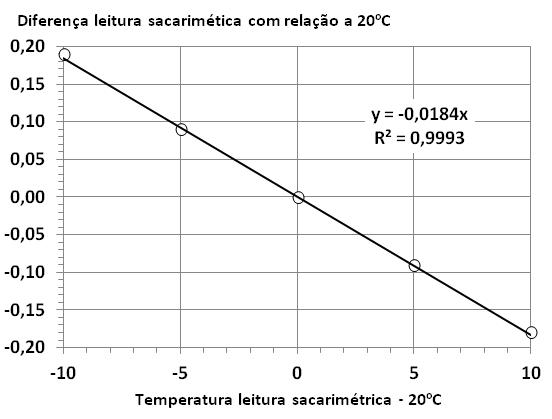 Diferença leitura sacarimética com relação a 20ºC
0,20
0,15
0,10
0,05
0,00
-0,05
-0,10
-0,15
-0,20
y = -0,0184x
R² = 0,9993
-10 -5 0 5 10
Temperatura leitura sacarimétrica - 20ºC